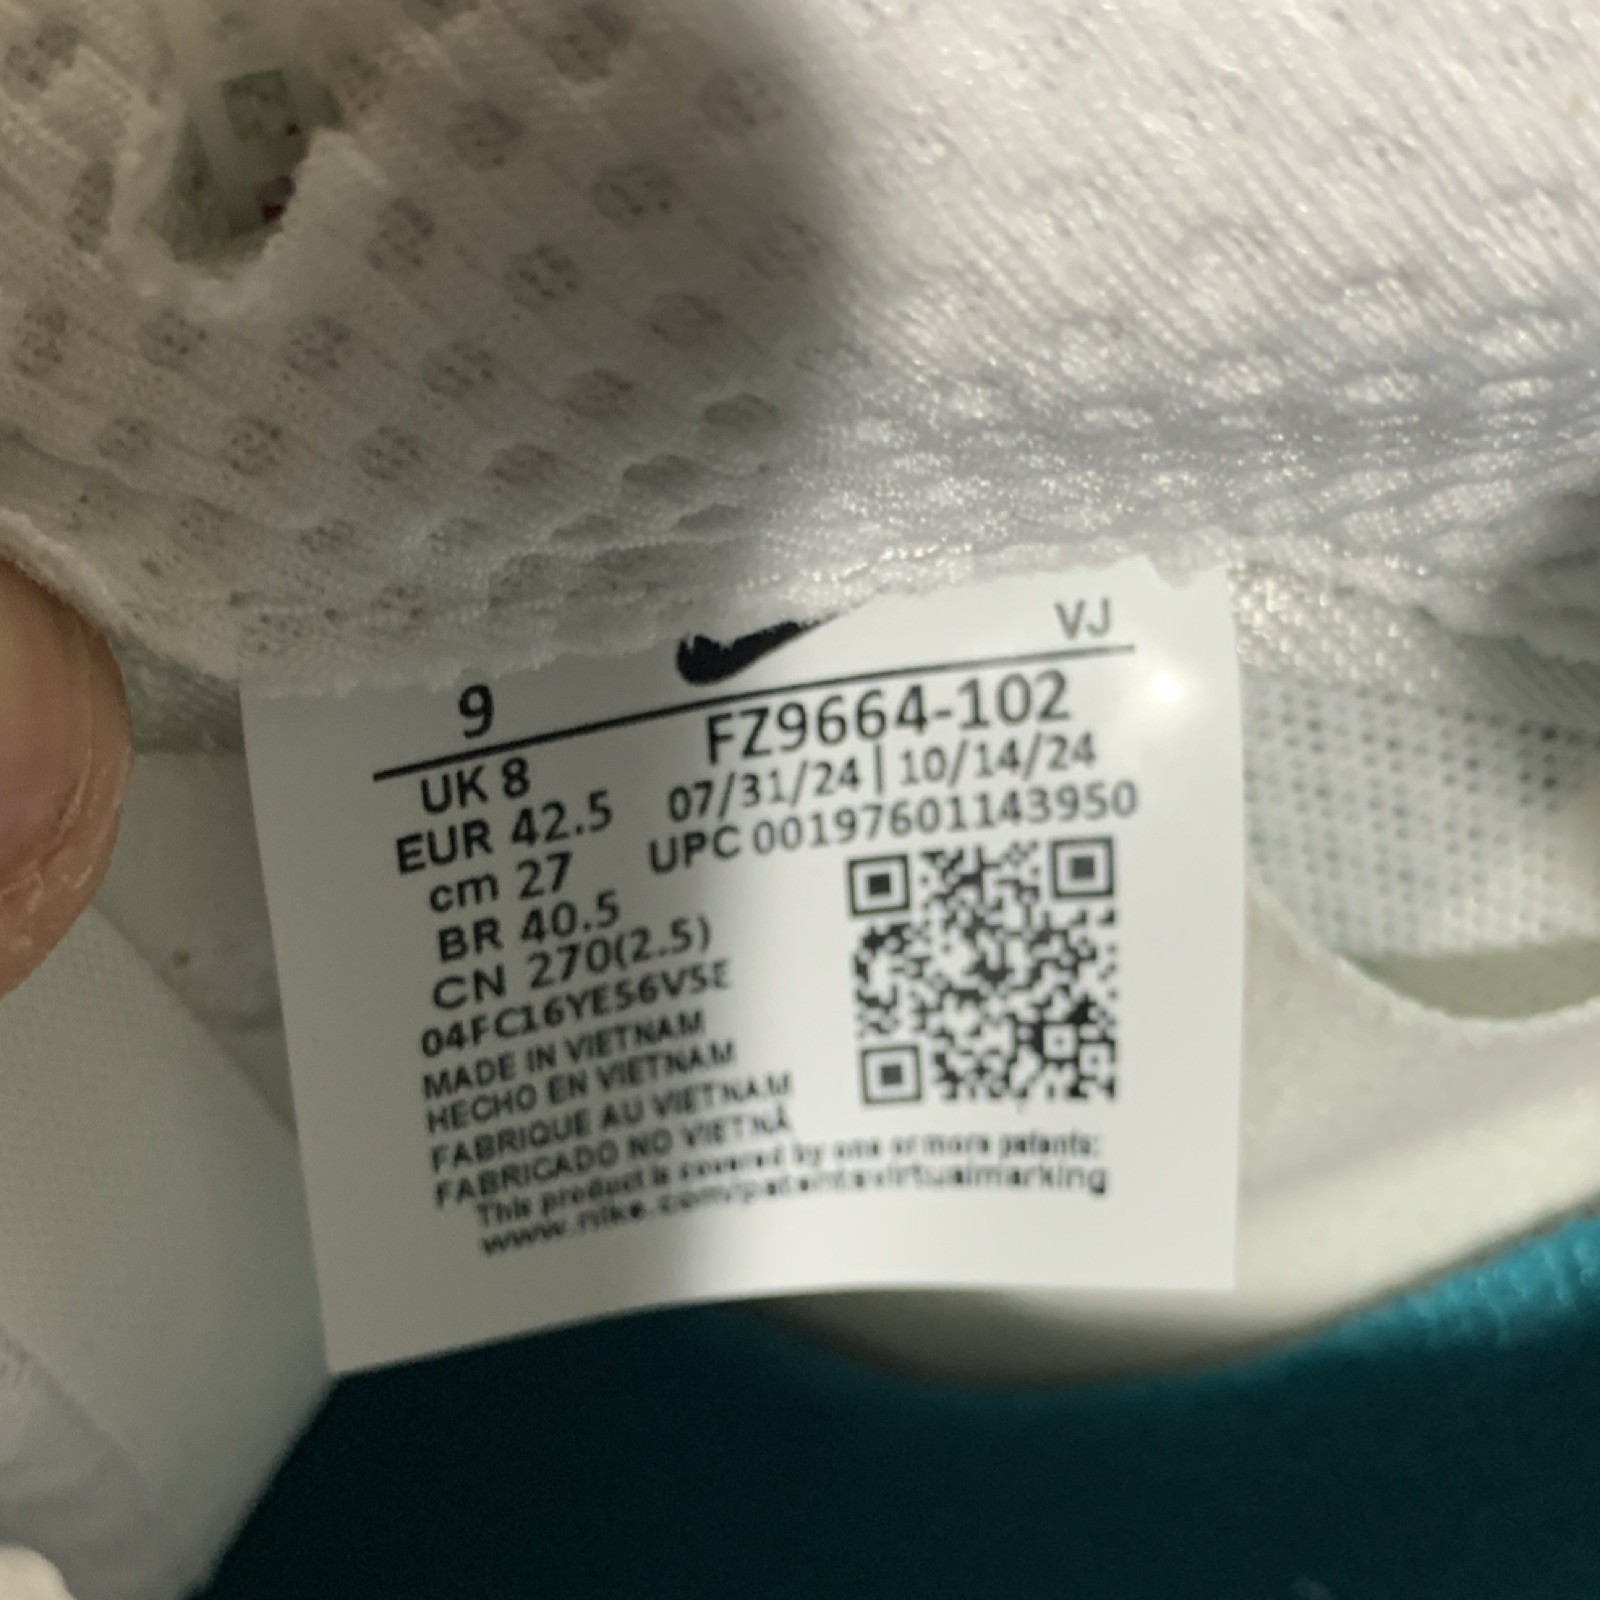 VJ
9
FZ9664-102
UK 8
07/31/24 | 10/14/24
EUR 42.5
UPC 00197601143950
cm 27
BR 40.5
CN 270(2.5)
04FC16YE56VSE
MADE IN VIETNAM
HECHO EN VIETNAM
FABRIQUE AU VIETNAM
FABRICADO NO VIETNÃ
This product is covered by one or more patents:
www.nike.com/patentsvirtualmarking